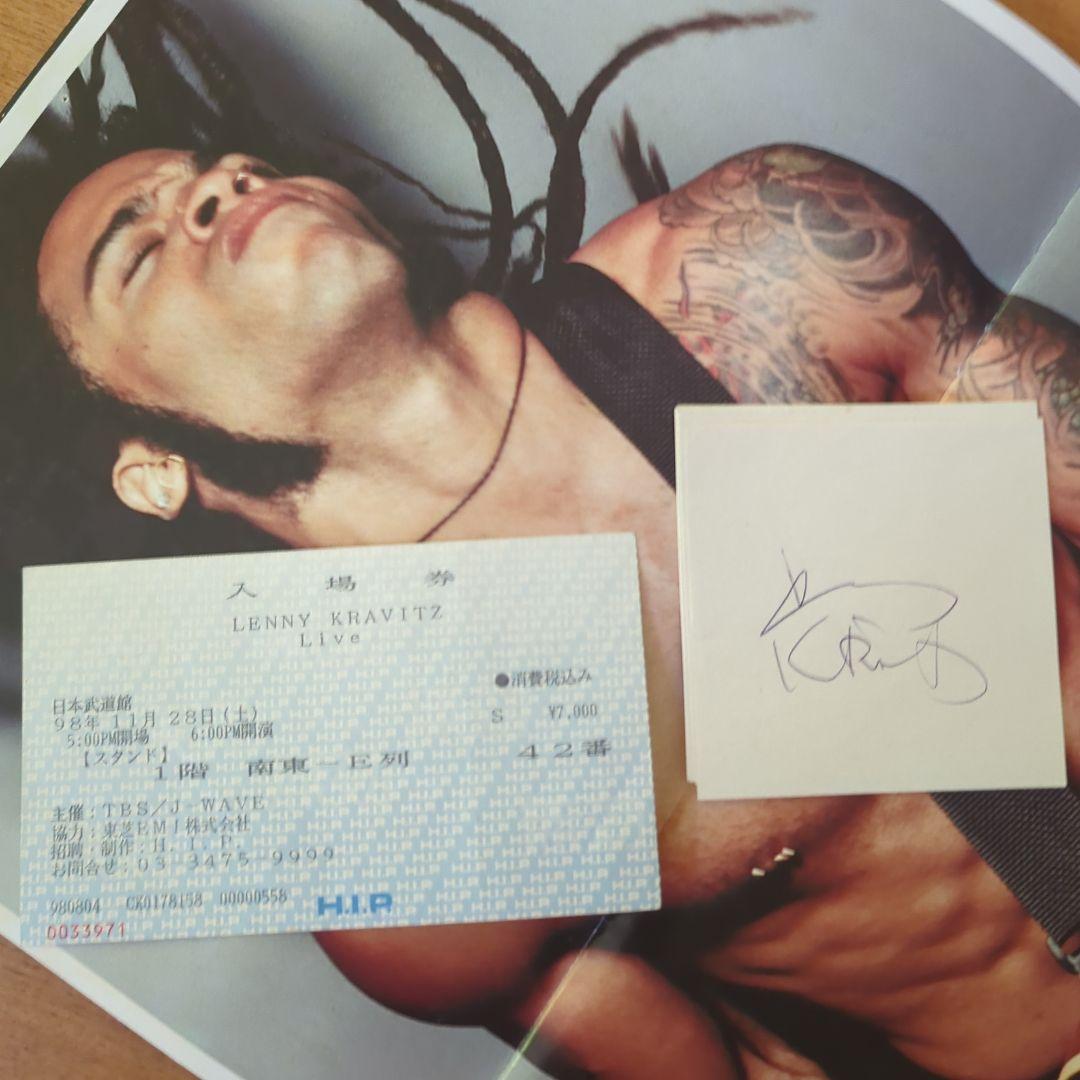 入場券
LENNY KRAVITZ
Live
●消費税込み
日本武道館
98年 11月 28日(土)
S ¥7,000
5:00PM開場 6:00PM開演
【スタンド】
1階 南東-E列 42番
主催:TBS/J-WAVE
協力:東芝EMI株式会社
招聘・制作:H.I.P.
お問合せ:03-3475-9999
980804 CK0178158 00000558
H.I.P.
0033971